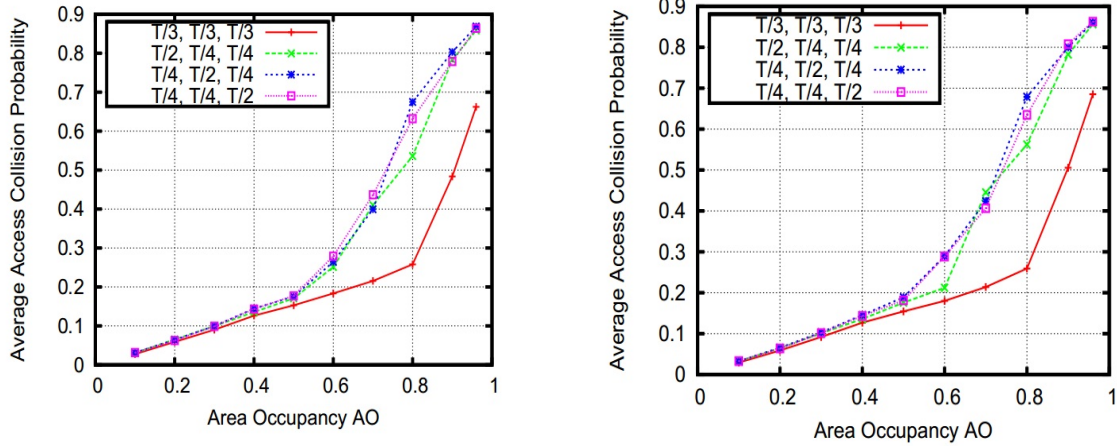 0.9
0.8
0.7
0.6
0.5
0.4
0.3
0.2
0.1
0
Average Access Collision Probability
T/3, T/3, T/3
T/2, T/4, T/4
T/4, T/2, T/4
T/4, T/4, T/2
0 0.2 0.4 0.6 0.8 1
Area Occupancy AO
0.9
0.8
0.7
0.6
0.5
0.4
0.3
0.2
0.1
0
Average Access Collision Probability
T/3, T/3, T/3
T/2, T/4, T/4
T/4, T/2, T/4
T/4, T/4, T/2
0 0.2 0.4 0.6 0.8 1
Area Occupancy AO